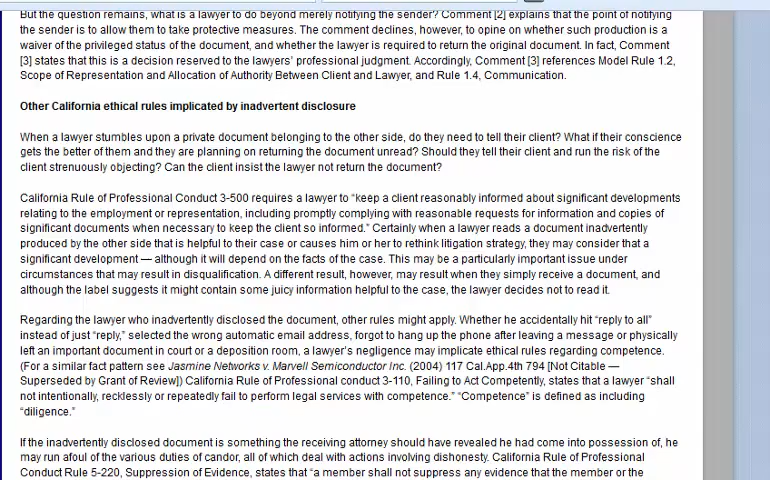 But the question remains, what is a lawyer to do beyond merely notifying the sender? Comment [2] explains that the point of notifying
the sender is to allow them to take protective measures. The comment declines, however, to opine on whether such production is a
waiver of the privileged status of the document, and whether the lawyer is required to return the original document. In fact, Comment
[3] states that this is a decision reserved to the lawyers' professional judgment. Accordingly, Comment [3] references Model Rule 1.2,
Scope of Representation and Allocation of Authority Between Client and Lawyer, and Rule 1.4, Communication.
Other California ethical rules implicated by inadvertent disclosure
When a lawyer stumbles upon a private document belonging to the other side, do they need to tell their client? What if their conscience
gets the better of them and they are planning on returning the document unread? Should they tell their client and run the risk of the
client strenuously objecting? Can the client insist the lawyer not return the document?
California Rule of Professional Conduct 3-500 requires a lawyer to “keep a client reasonably informed about significant developments
relating to the employment or representation, including promptly complying with reasonable requests for information and copies of
significant documents when necessary to keep the client so informed.” Certainly when a lawyer reads a document inadvertently
produced by the other side that is helpful to their case or causes him or her to rethink litigation strategy, they may consider that a
significant development — although it will depend on the facts of the case. This may be a particularly important issue under
circumstances that may result in disqualification. A different result, however, may result when they simply receive a document, and
although the label suggests it might contain some juicy information helpful to the case, the lawyer decides not to read it.
Regarding the lawyer who inadvertently disclosed the document, other rules might apply. Whether he accidentally hit “reply to all”
instead of just “reply,” selected the wrong automatic email address, forgot to hang up the phone after leaving a message or physically
left an important document in court or a deposition room, a lawyer's negligence may implicate ethical rules regarding competence.
(For a similar fact pattern see Jasmine Networks v. Marvell Semiconductor Inc. (2004) 117 Cal.App.4th 794 [Not Citable —
Superseded by Grant of Review]) California Rule of Professional conduct 3-110, Failing to Act Competently, states that a lawyer “shall
not intentionally, recklessly or repeatedly fail to perform legal services with competence.” “Competence” is defined as including
“diligence.”
If the inadvertently disclosed document is something the receiving attorney should have revealed he had come into possession of, he
may run afoul of the various duties of candor, all of which deal with actions involving dishonesty. California Rule of Professional
Conduct Rule 5-220, Suppression of Evidence, states that “a member shall not suppress any evidence that the member or the